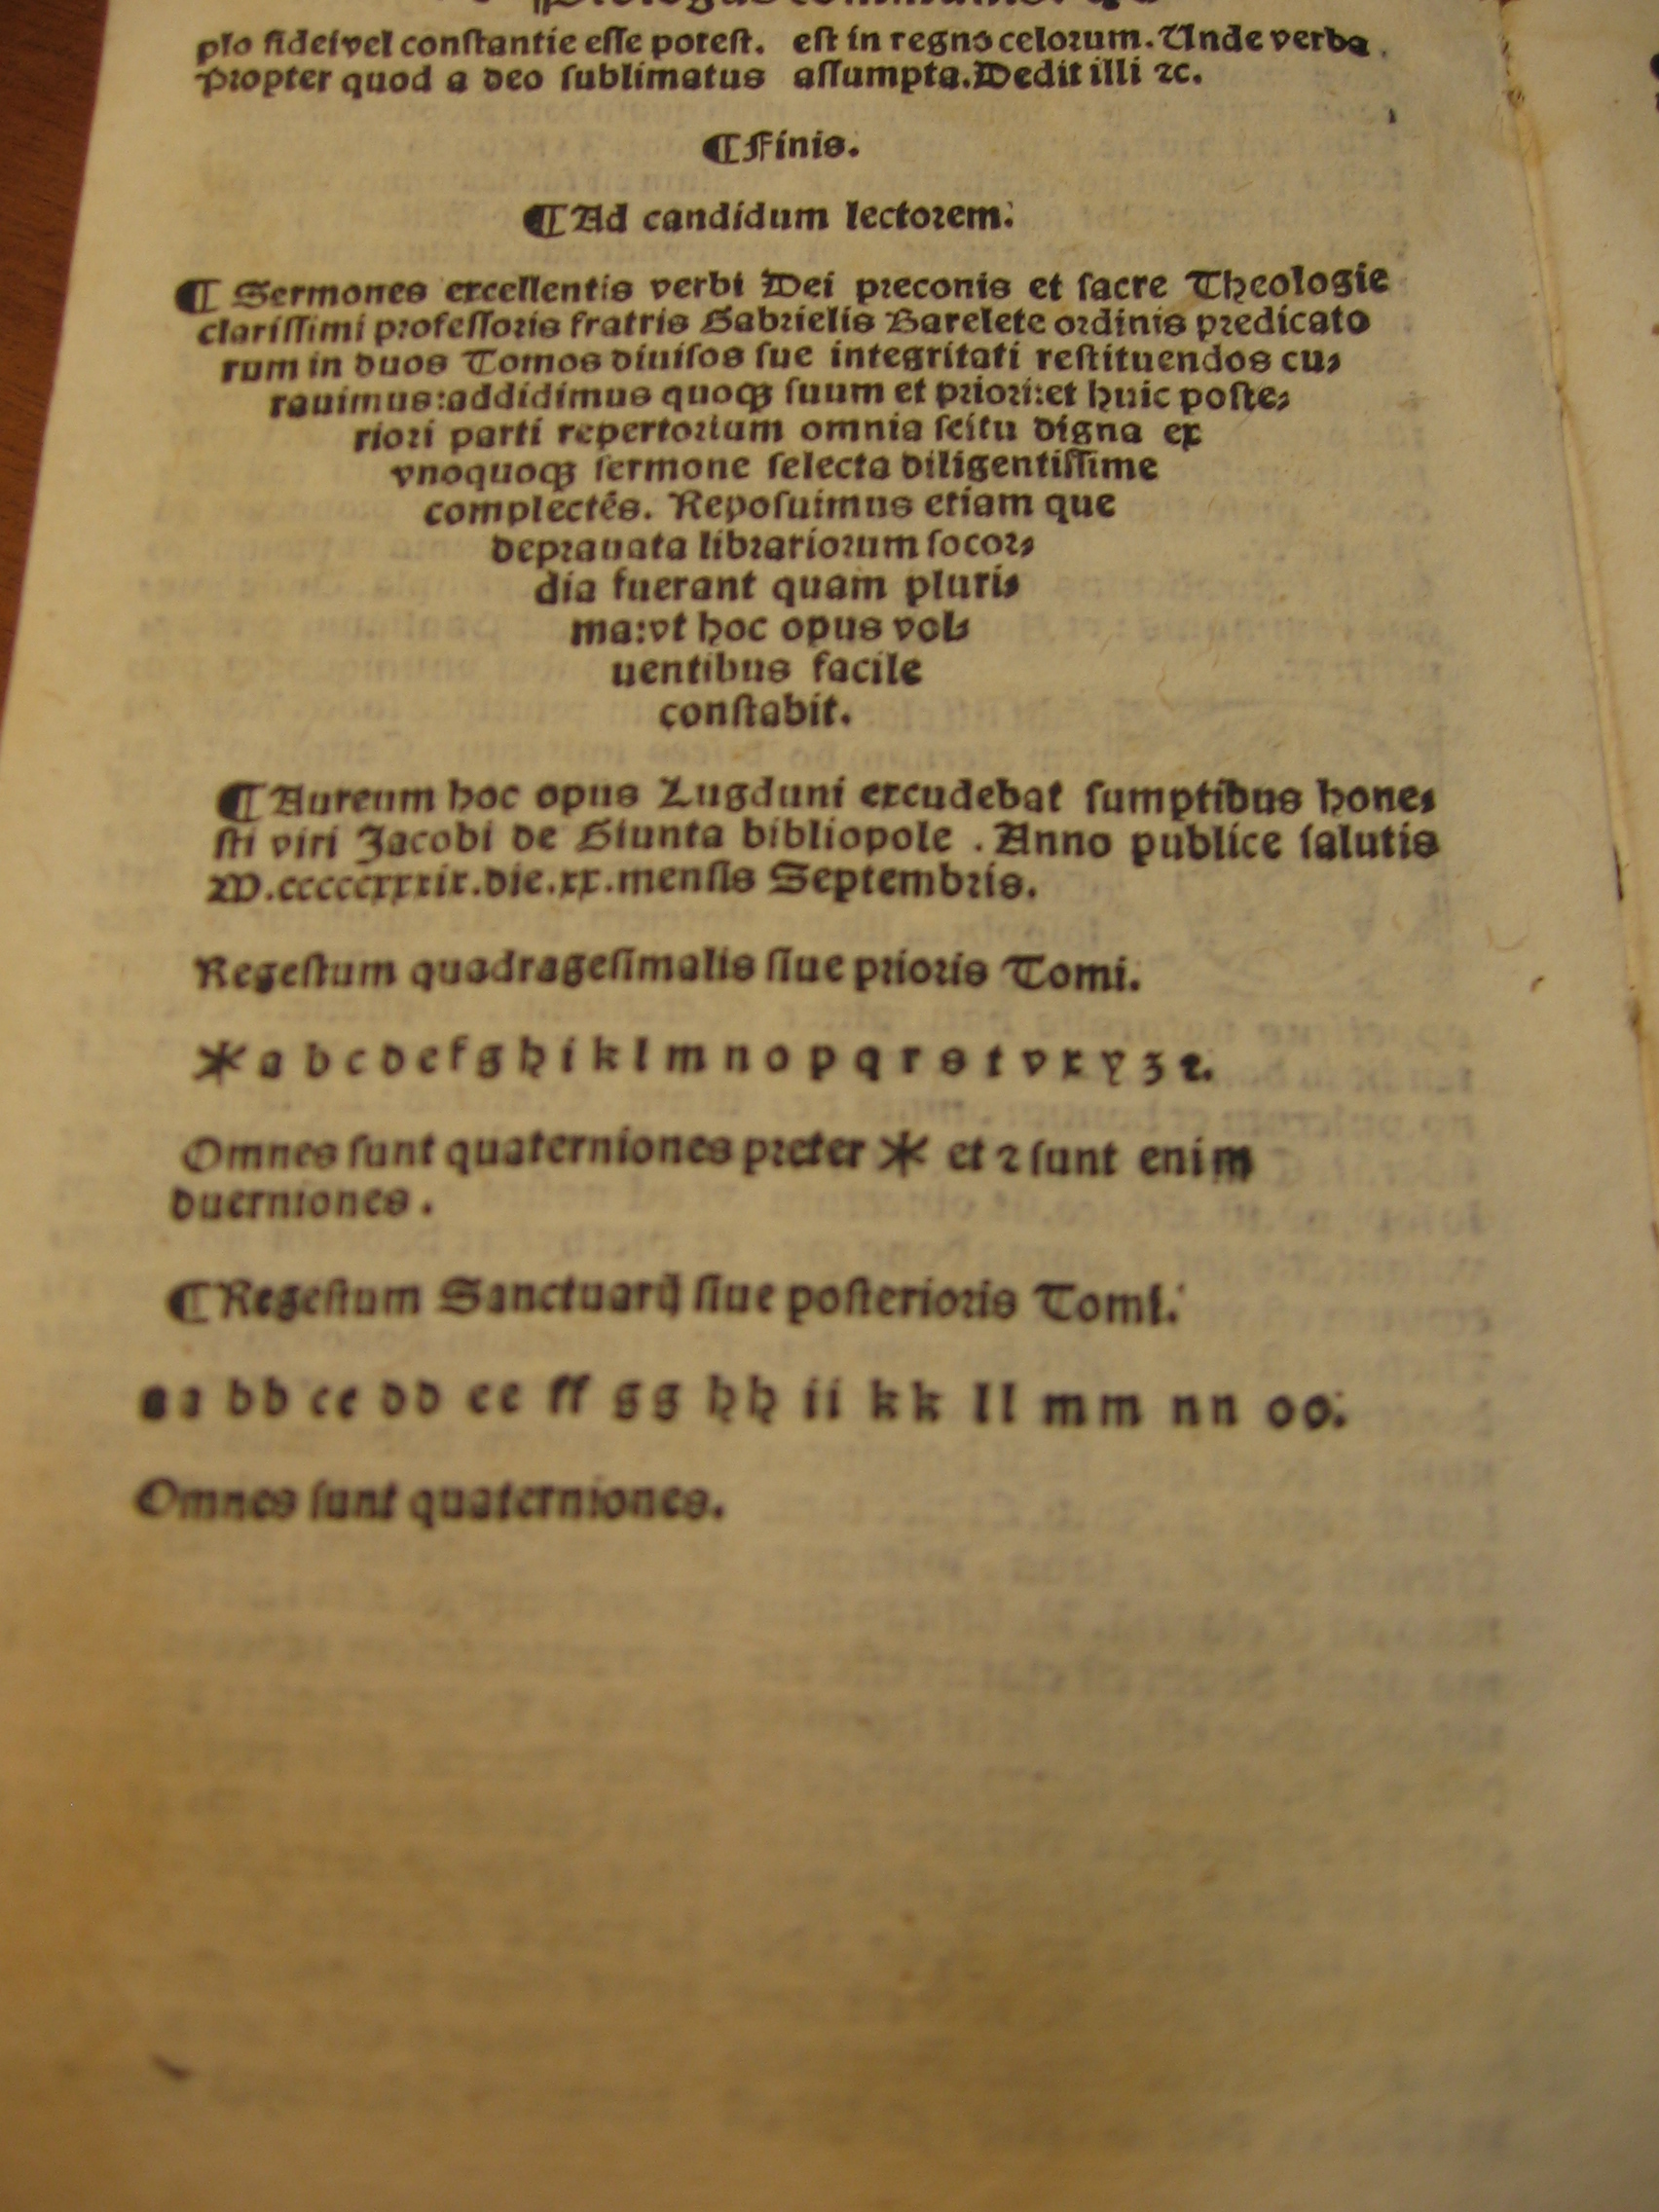 plo fidei vel constantie esse potest.
Propter quod a deo sublimatus
est in regno celorum. Unde verba
assumpta. Dedit illi ⁊c.
¶ Finis.
¶ Ad candidum lectorem.
¶ Sermones excellentis verbi Dei preconis et sacre Theologie
clarissimi professoris fratris Gabrielis Barelete ordinis predicato
rum in duos Tomos diuisos sue integritati restituendos cu⸗
rauimus: addidimus quoqꝫ suum et priori: et huic poste⸗
riori parti repertorium omnia scitu digna ex
vnoquoqꝫ sermone selecta diligentissime
complectēs. Reposuimus etiam que
deprauata librariorum socor⸗
dia fuerant quam pluri⸗
ma: vt hoc opus vol⸗
uentibus facile
constabit.
¶ Aureum hoc opus Lugduni excudebat sumptibus hone⸗
sti viri Jacobi de Giunta bibliopole . Anno publice salutis
M.cccccxxxix.die.xx.mensis Septembris.
Regestum quadragesimalis siue prioris Tomi.
* a b c d e f g h i k l m n o p q r s t v x y z ⁊.
Omnes sunt quaterniones preter * et ⁊ sunt enim
duerniones .
¶ Regestum Sanctuarij siue posterioris Tomi.
aa bb cc dd ee ff gg hh ii kk ll mm nn oo.
Omnes sunt quaterniones.